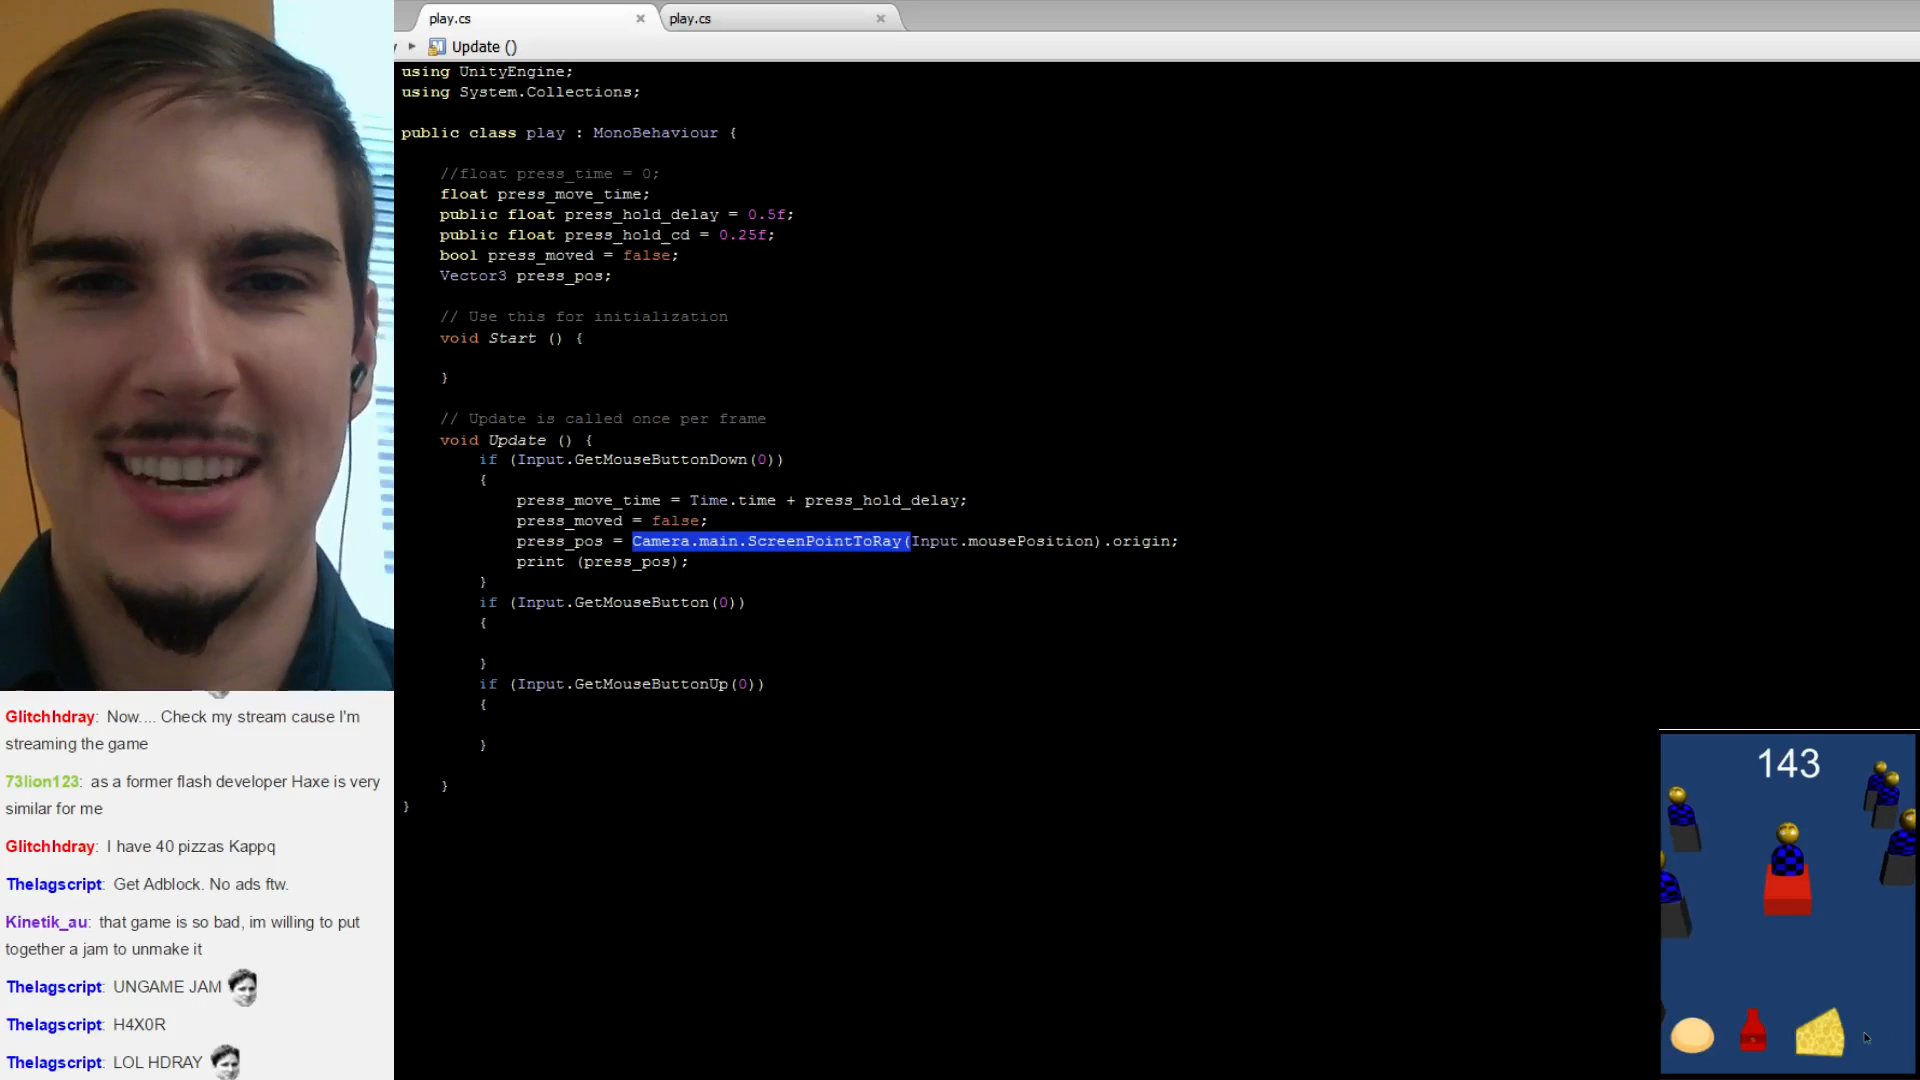 play.cs
play.cs
Update ()
using UnityEngine;
using System.Collections;
public class play : MonoBehaviour {
//float press_time = 0;
float press_move_time;
public float press_hold_delay = 0.5f;
public float press_hold_cd = 0.25f;
bool press_moved = false;
Vector3 press_pos;
// Use this for initialization
void Start () {
}
// Update is called once per frame
void Update () {
if (Input.GetMouseButtonDown(0))
{
press_move_time = Time.time + press_hold_delay;
press_moved = false;
press_pos = Camera.main.ScreenPointToRay(Input.mousePosition).origin;
print (press_pos);
}
if (Input.GetMouseButton(0))
{
}
if (Input.GetMouseButtonUp(0))
{
}
}
}
Glitchhdray: Now.... Check my stream cause I'm
streaming the game
73lion123: as a former flash developer Haxe is very
similar for me
Glitchhdray: I have 40 pizzas Kappq
Thelagscript: Get Adblock. No ads ftw.
Kinetik_au: that game is so bad, im willing to put
together a jam to unmake it
Thelagscript: UNGAME JAM
Thelagscript: H4X0R
Thelagscript: LOL HDRAY
143